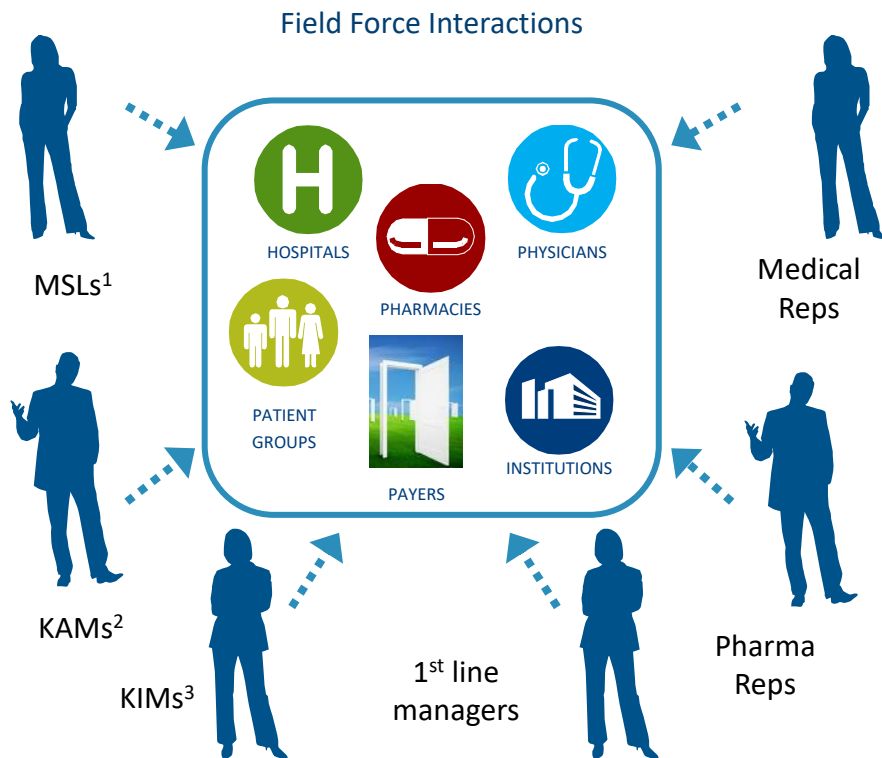 Field Force Interactions
HOSPITALS
PHYSICIANS
PHARMACIES
MSLs¹
Medical
Reps
PATIENT
GROUPS
INSTITUTIONS
PAYERS
KAMs²
KIMs³
1st line
managers
Pharma
Reps